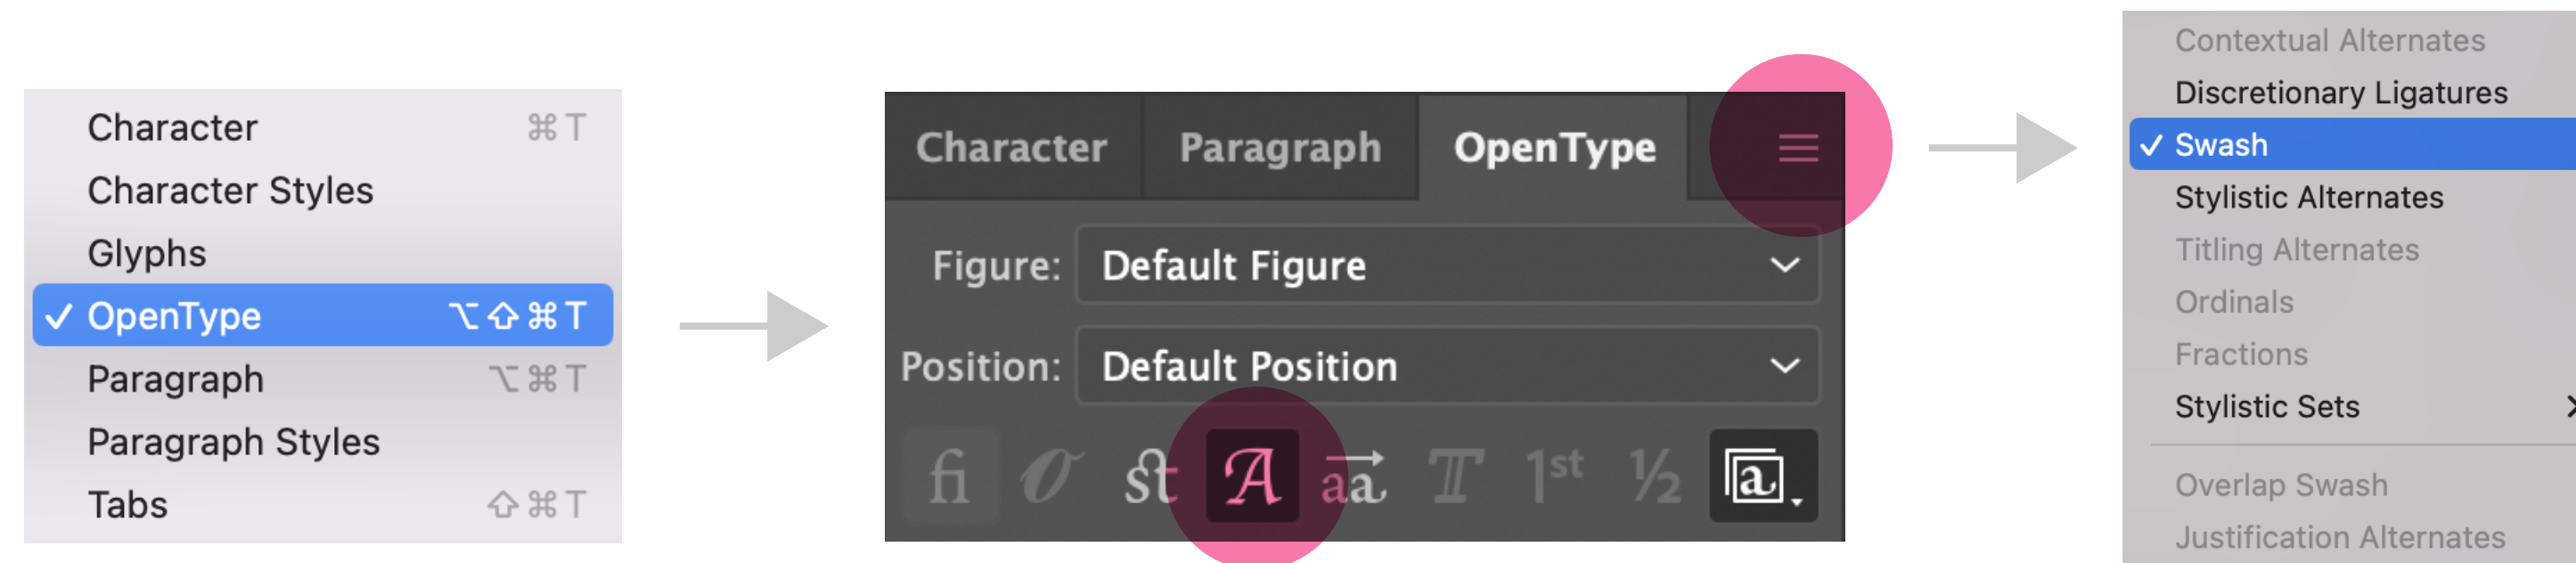 Character ⌘T
Character Styles
Glyphs
✓ OpenType ⌥⇧⌘T
Paragraph ⌥⌘T
Paragraph Styles
Tabs ⇧⌘T
Character Paragraph OpenType
Figure: Default Figure
Position: Default Position
fi O st A aa T 1st ½ a
Contextual Alternates
Discretionary Ligatures
✓ Swash
Stylistic Alternates
Titling Alternates
Ordinals
Fractions
Stylistic Sets
Overlap Swash
Justification Alternates